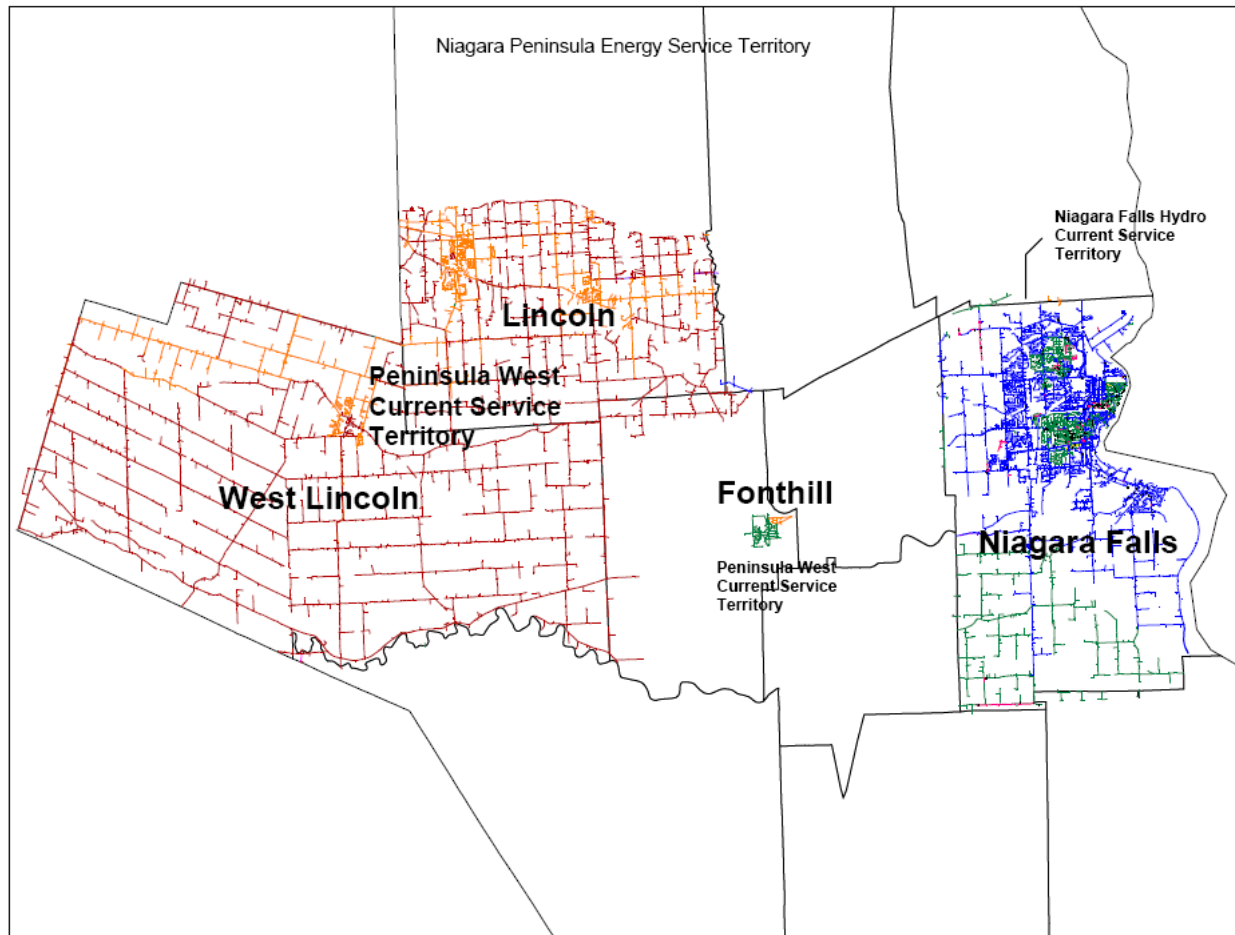 Niagara Peninsula Energy Service Territory
Niagara Falls Hydro
Current Service
Territory
Lincoln
Peninsula West
Current Service
Territory
West Lincoln
Fonthill
Peninsula West
Current Service
Territory
Niagara Falls